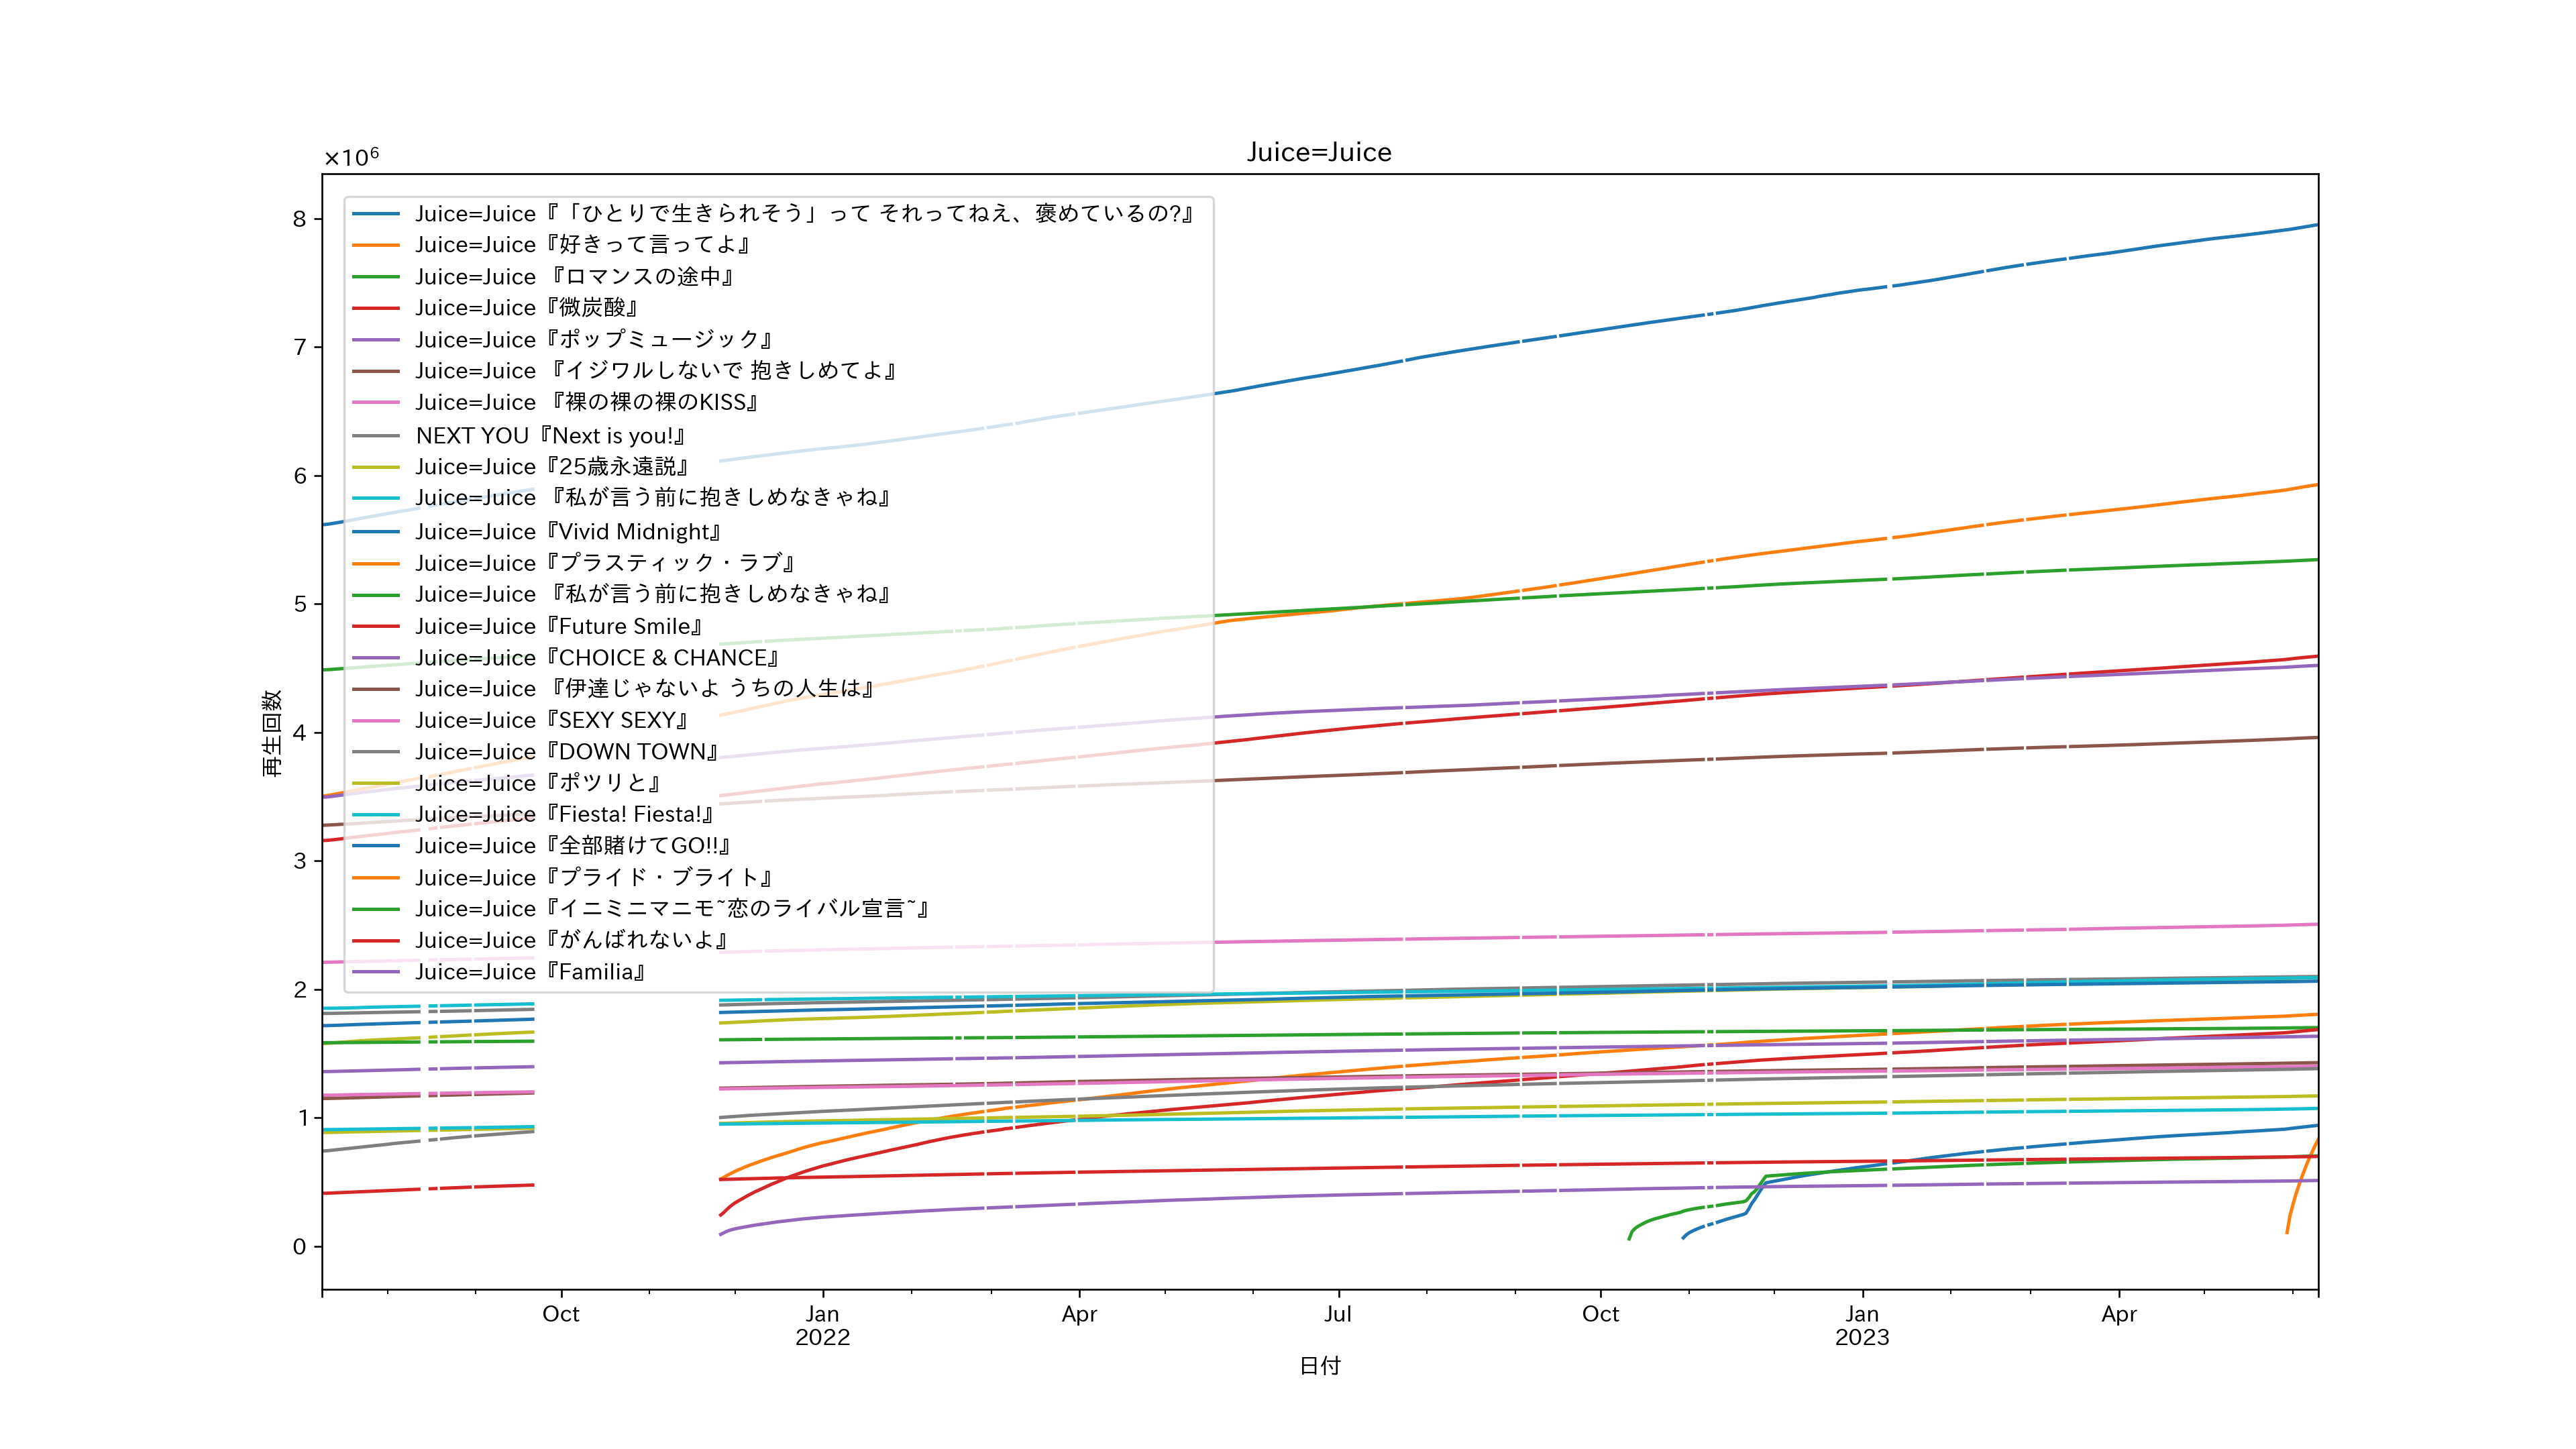 Juice=Juice
×10⁶
8
7
6
5
4
3
2
1
0
再生回数
Juice=Juice『「ひとりで生きられそう」って それってねえ、褒めているの?』
Juice=Juice『好きって言ってよ』
Juice=Juice 『ロマンスの途中』
Juice=Juice『微炭酸』
Juice=Juice『ポップミュージック』
Juice=Juice 『イジワルしないで 抱きしめてよ』
Juice=Juice 『裸の裸の裸のKISS』
NEXT YOU『Next is you!』
Juice=Juice『25歳永遠説』
Juice=Juice 『私が言う前に抱きしめなきゃね』
Juice=Juice『Vivid Midnight』
Juice=Juice『プラスティック・ラブ』
Juice=Juice 『私が言う前に抱きしめなきゃね』
Juice=Juice『Future Smile』
Juice=Juice『CHOICE & CHANCE』
Juice=Juice 『伊達じゃないよ うちの人生は』
Juice=Juice『SEXY SEXY』
Juice=Juice『DOWN TOWN』
Juice=Juice『ポツリと』
Juice=Juice『Fiesta! Fiesta!』
Juice=Juice『全部賭けてGO!!』
Juice=Juice『プライド・ブライト』
Juice=Juice『イニミニマニモ~恋のライバル宣言~』
Juice=Juice『がんばれないよ』
Juice=Juice『Familia』
Oct Jan Apr Jul Oct Jan Apr
2022 2023
日付